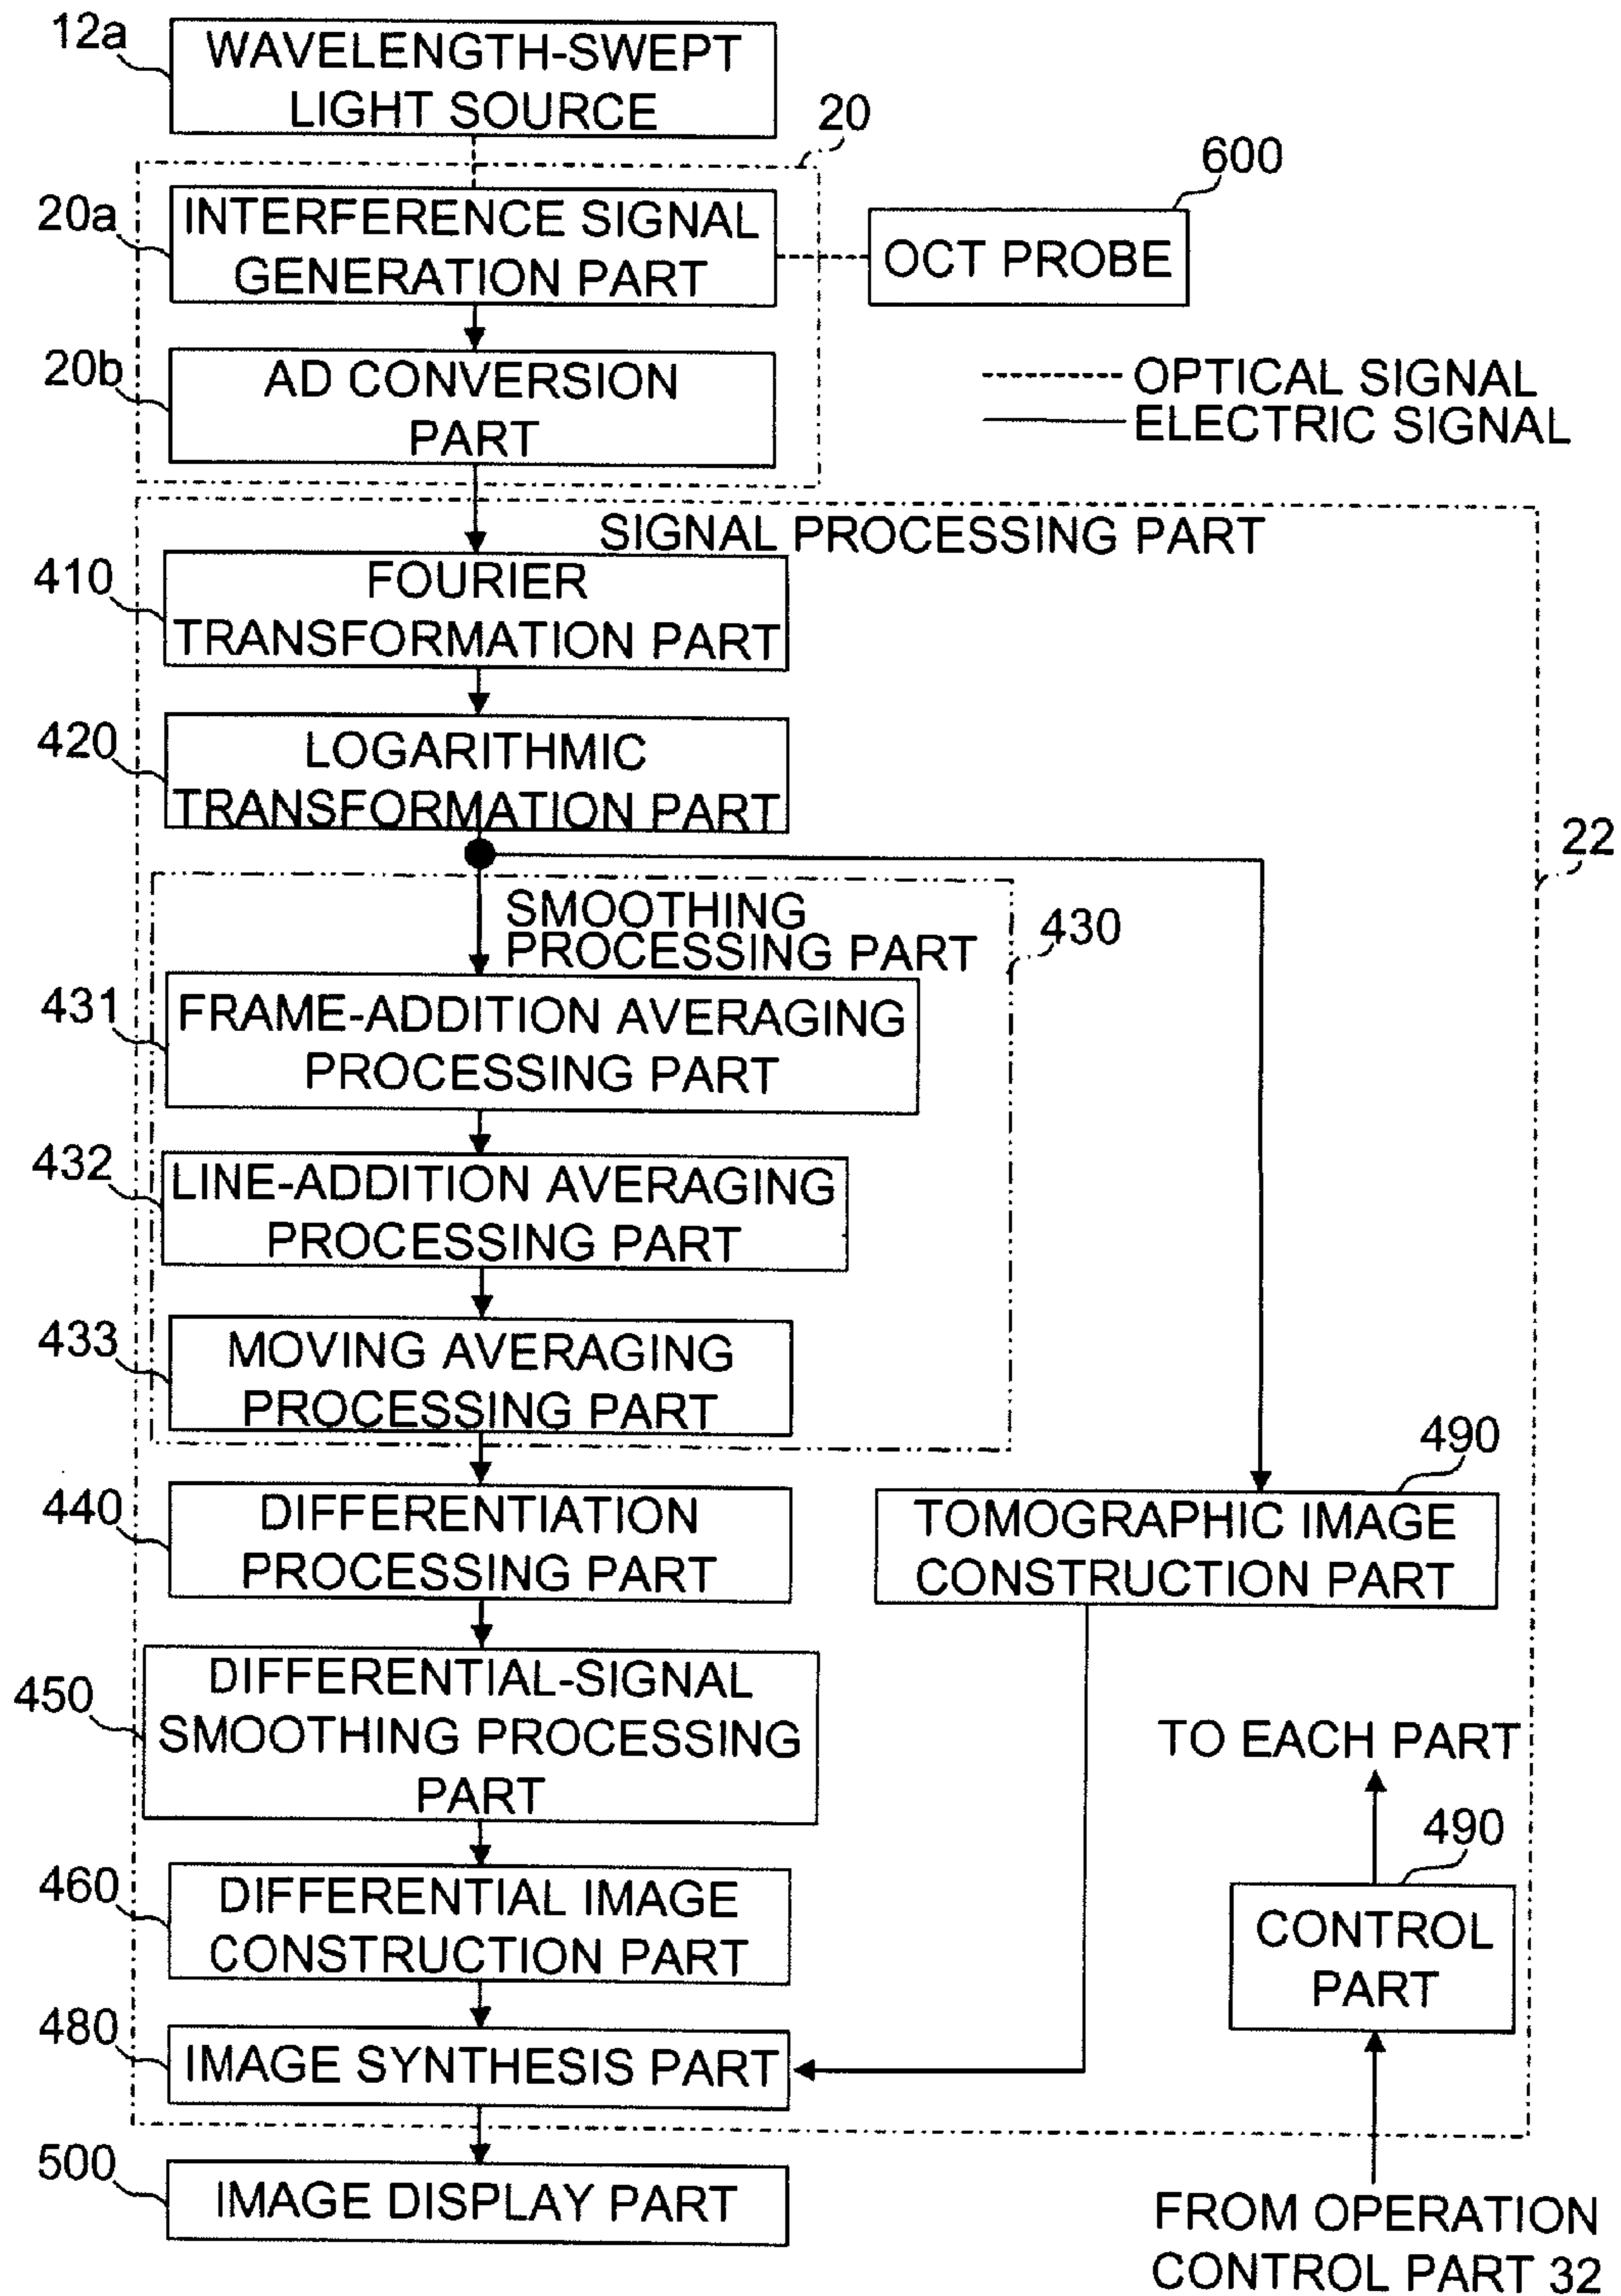 12a
WAVELENGTH-SWEPT
LIGHT SOURCE
20
600
20a
INTERFERENCE SIGNAL
GENERATION PART
OCT PROBE
20b
AD CONVERSION
PART
OPTICAL SIGNAL
ELECTRIC SIGNAL
SIGNAL PROCESSING PART
410
FOURIER
TRANSFORMATION PART
420
LOGARITHMIC
TRANSFORMATION PART
22
SMOOTHING
PROCESSING PART
430
431
FRAME-ADDITION AVERAGING
PROCESSING PART
432
LINE-ADDITION AVERAGING
PROCESSING PART
433
MOVING AVERAGING
PROCESSING PART
490
440
DIFFERENTIATION
PROCESSING PART
TOMOGRAPHIC IMAGE
CONSTRUCTION PART
450
DIFFERENTIAL-SIGNAL
SMOOTHING PROCESSING
PART
TO EACH PART
490
460
DIFFERENTIAL IMAGE
CONSTRUCTION PART
CONTROL
PART
480
IMAGE SYNTHESIS PART
500
IMAGE DISPLAY PART
FROM OPERATION
CONTROL PART 32